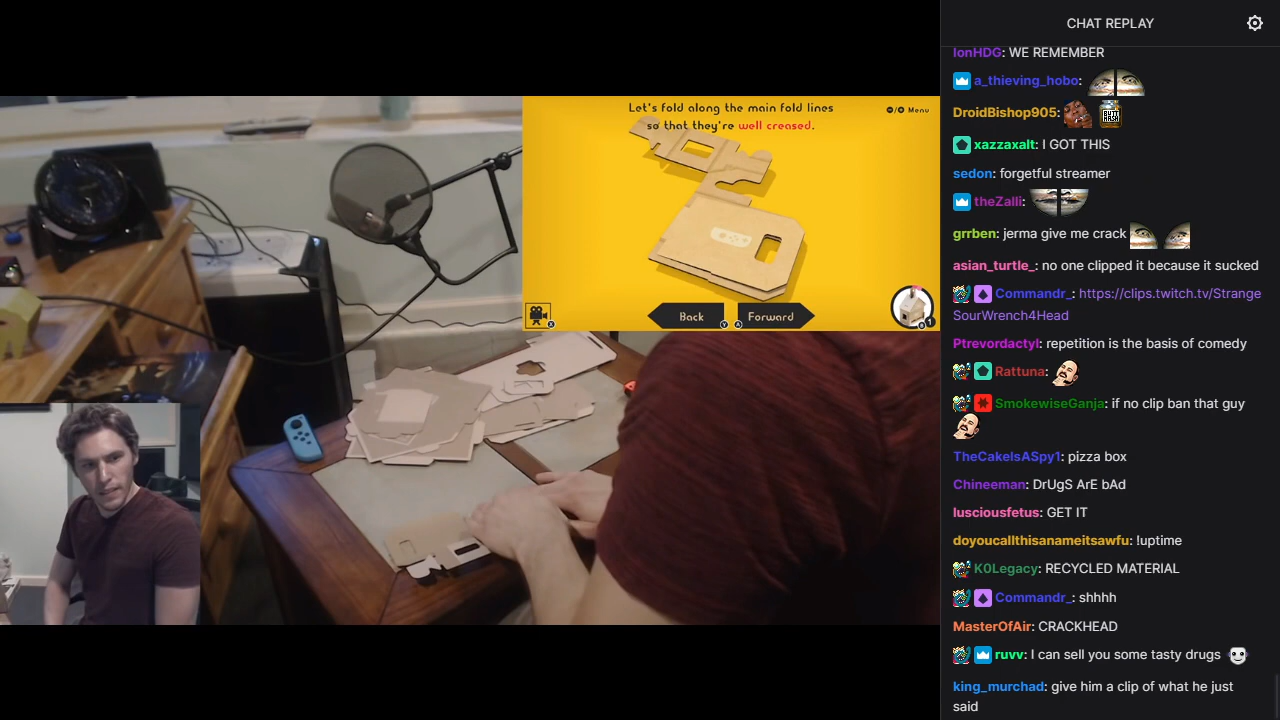 Let's fold along the main fold lines
so that they're well creased.
-/+ Menu
Back
Y
A
Forward
X
CHAT REPLAY
IonHDG: WE REMEMBER
a_thieving_hobo:
DroidBishop905:
xazzaxalt: I GOT THIS
sedon: forgetful streamer
theZalli:
grrben: jerma give me crack
asian_turtle_: no one clipped it because it sucked
Commandr_: https://clips.twitch.tv/Strange
SourWrench4Head
Ptrevordactyl: repetition is the basis of comedy
Rattuna:
SmokewiseGanja: if no clip ban that guy
TheCakeIsASpy1: pizza box
Chineeman: DrUgS ArE bAd
lusciousfetus: GET IT
doyoucallthisanameitsawfu: !uptime
K0Legacy: RECYCLED MATERIAL
Commandr_: shhhh
MasterOfAir: CRACKHEAD
ruvv: I can sell you some tasty drugs
king_murchad: give him a clip of what he just
said